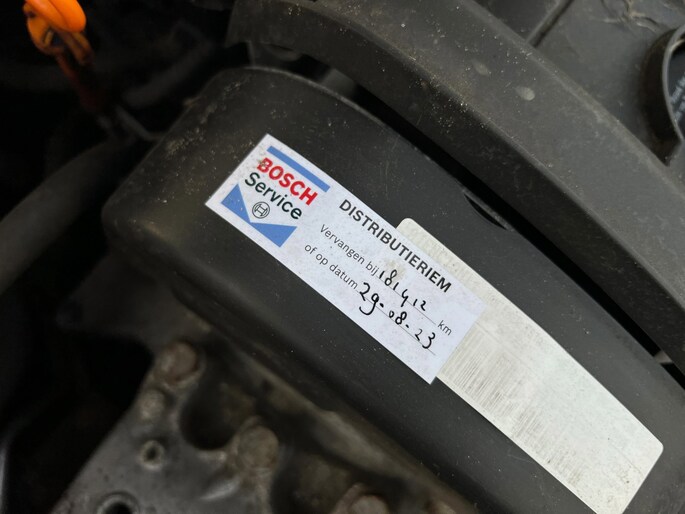 BOSCH
Service
DISTRIBUTIERIEM
Vervangen bij 181412 km
of op datum 29-08-23